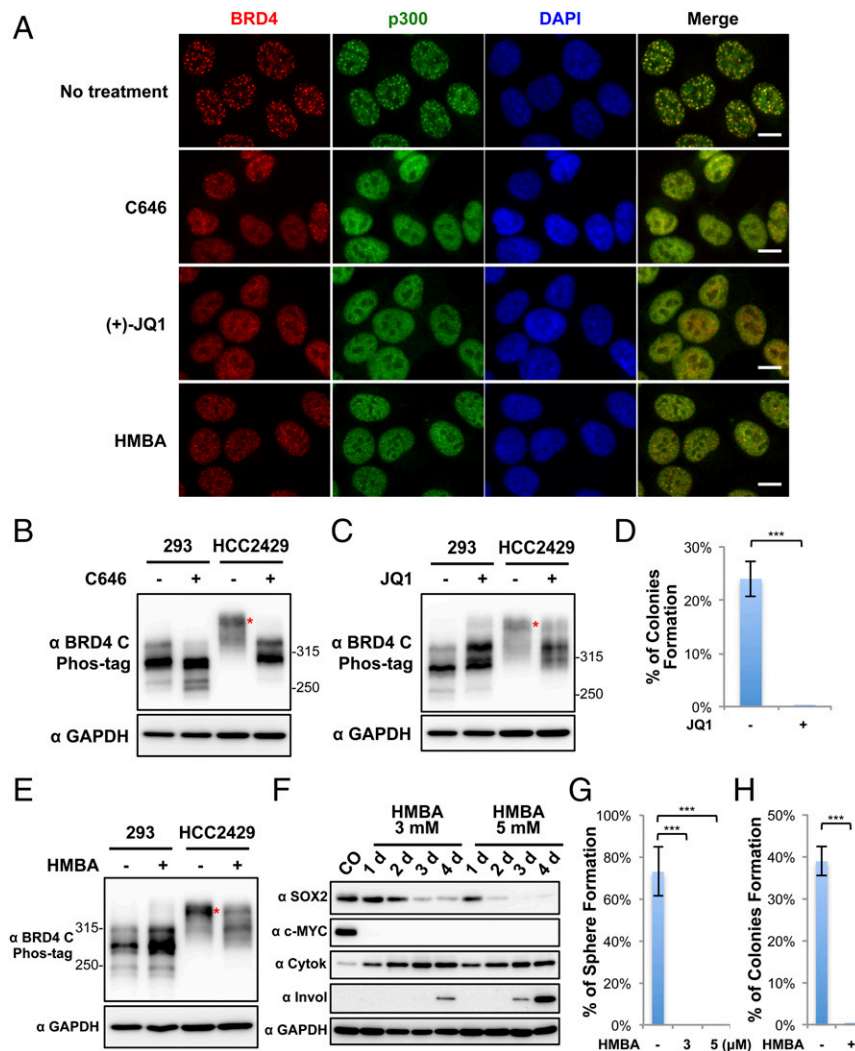 A
BRD4 p300 DAPI Merge
No treatment
C646
(+)-JQ1
HMBA
B
293 HCC2429
C646 - + - +
α BRD4 C
Phos-tag
*
-315
-250
α GAPDH
C
293 HCC2429
JQ1 - + - +
α BRD4 C
Phos-tag
*
315
-250
α GAPDH
D
% of Colonies
Formation
***
30%
20%
10%
0%
JQ1 - +
E
293 HCC2429
HMBA - + - +
α BRD4 C
Phos-tag
315-
250-
*
α GAPDH
F
HMBA HMBA
3 mM 5 mM
CO 1 d 2 d 3 d 4 d 1 d 2 d 3 d 4 d
α SOX2
α c-MYC
α Cytok
α Invol
α GAPDH
G
% of Sphere Formation
***
***
100%
80%
60%
40%
20%
0%
HMBA - 3 5 (μM)
H
% of Colonies Formation
***
50%
40%
30%
20%
10%
0%
HMBA - +